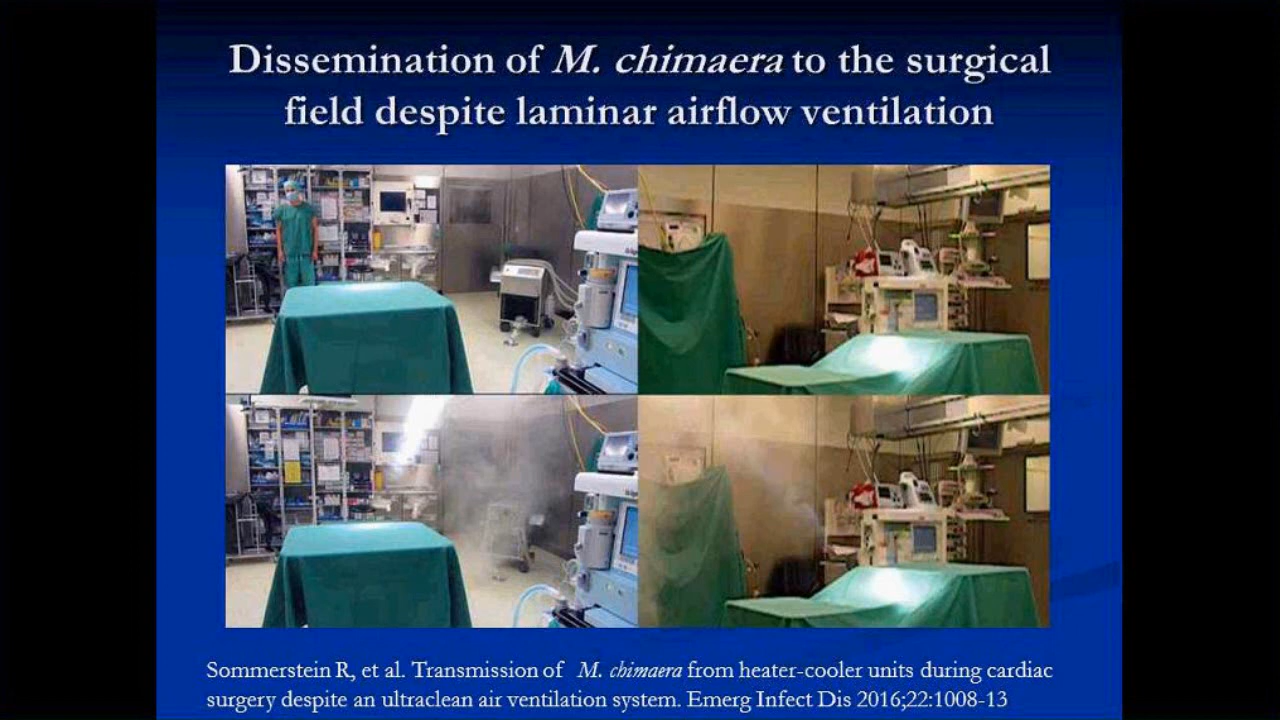 Dissemination of M. chimaera to the surgical
field despite laminar airflow ventilation
Sommerstein R, et al. Transmission of M. chimaera from heater-cooler units during cardiac
surgery despite an ultraclean air ventilation system. Emerg Infect Dis 2016;22:1008-13